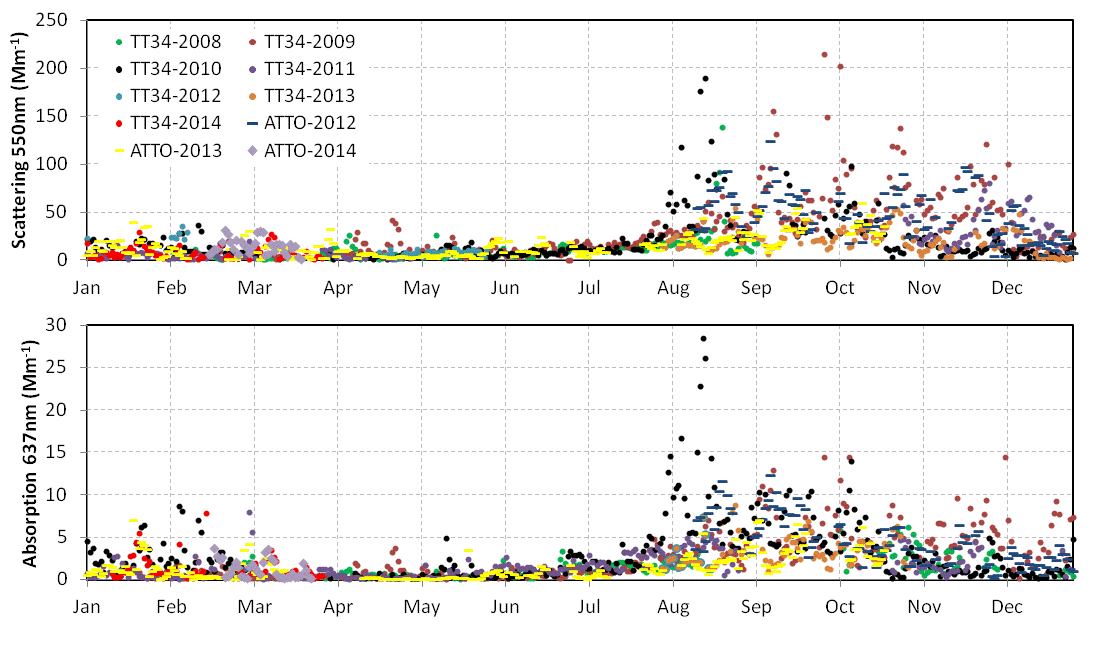 Scattering 550nm (Mm-1)
250
200
150
100
50
0
TT34-2008 TT34-2009
TT34-2010 TT34-2011
TT34-2012 TT34-2013
TT34-2014 ATTO-2012
ATTO-2013 ATTO-2014
Jan Feb Mar Apr May Jun Jul Aug Sep Oct Nov Dec
Absorption 637nm (Mm-1)
30
25
20
15
10
5
0
Jan Feb Mar Apr May Jun Jul Aug Sep Oct Nov Dec